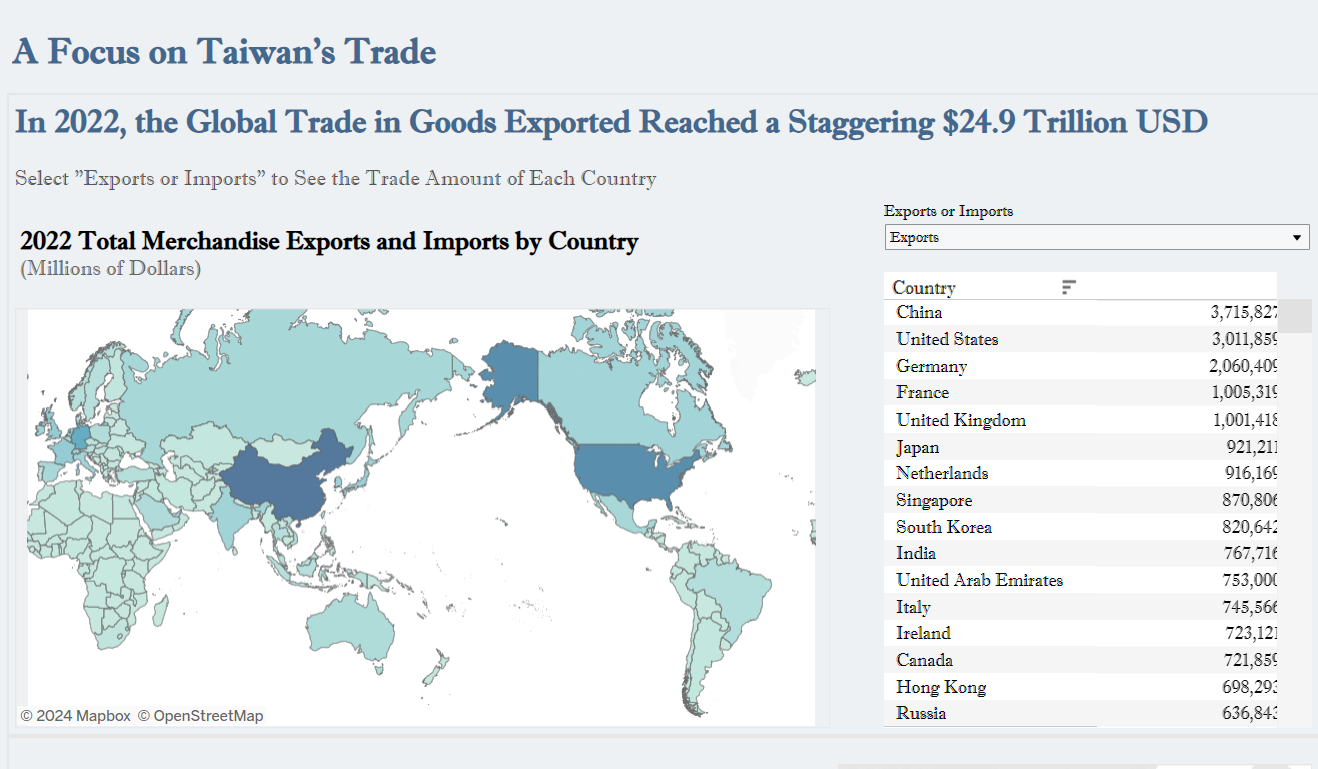 A Focus on Taiwan's Trade
In 2022, the Global Trade in Goods Exported Reached a Staggering $24.9 Trillion USD
Select ”Exports or Imports” to See the Trade Amount of Each Country
Exports or Imports
Exports
2022 Total Merchandise Exports and Imports by Country
(Millions of Dollars)
Country
China 3,715,827
United States 3,011,859
Germany 2,060,409
France 1,005,319
United Kingdom 1,001,418
Japan 921,211
Netherlands 916,169
Singapore 870,806
South Korea 820,642
India 767,716
United Arab Emirates 753,000
Italy 745,566
Ireland 723,121
Canada 721,859
Hong Kong 698,293
Russia 636,843
© 2024 Mapbox © OpenStreetMap